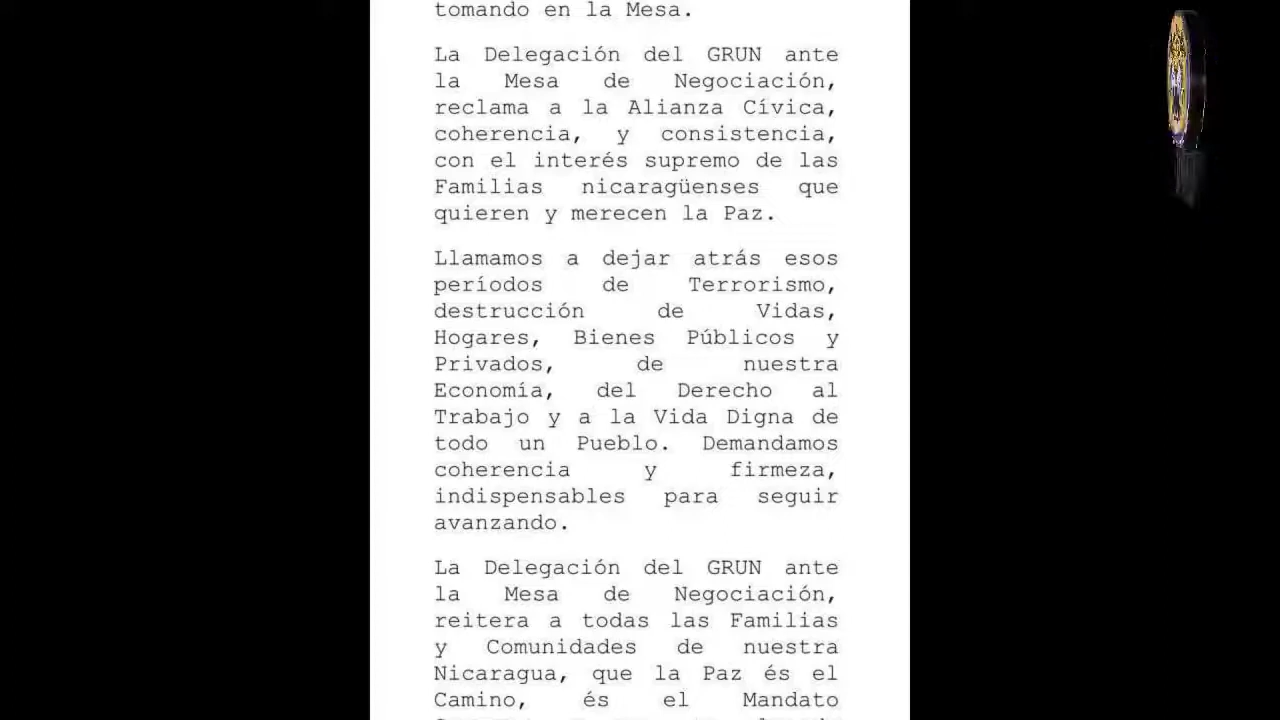 tomando en la Mesa.
La Delegación del GRUN ante
la Mesa de Negociación,
reclama a la Alianza Cívica,
coherencia, y consistencia,
con el interés supremo de las
Familias nicaragüenses que
quieren y merecen la Paz.
Llamamos a dejar atrás esos
períodos de Terrorismo,
destrucción de Vidas,
Hogares, Bienes Públicos y
Privados, de nuestra
Economía, del Derecho al
Trabajo y a la Vida Digna de
todo un Pueblo. Demandamos
coherencia y firmeza,
indispensables para seguir
avanzando.
La Delegación del GRUN ante
la Mesa de Negociación,
reitera a todas las Familias
y Comunidades de nuestra
Nicaragua, que la Paz és el
Camino, és el Mandato